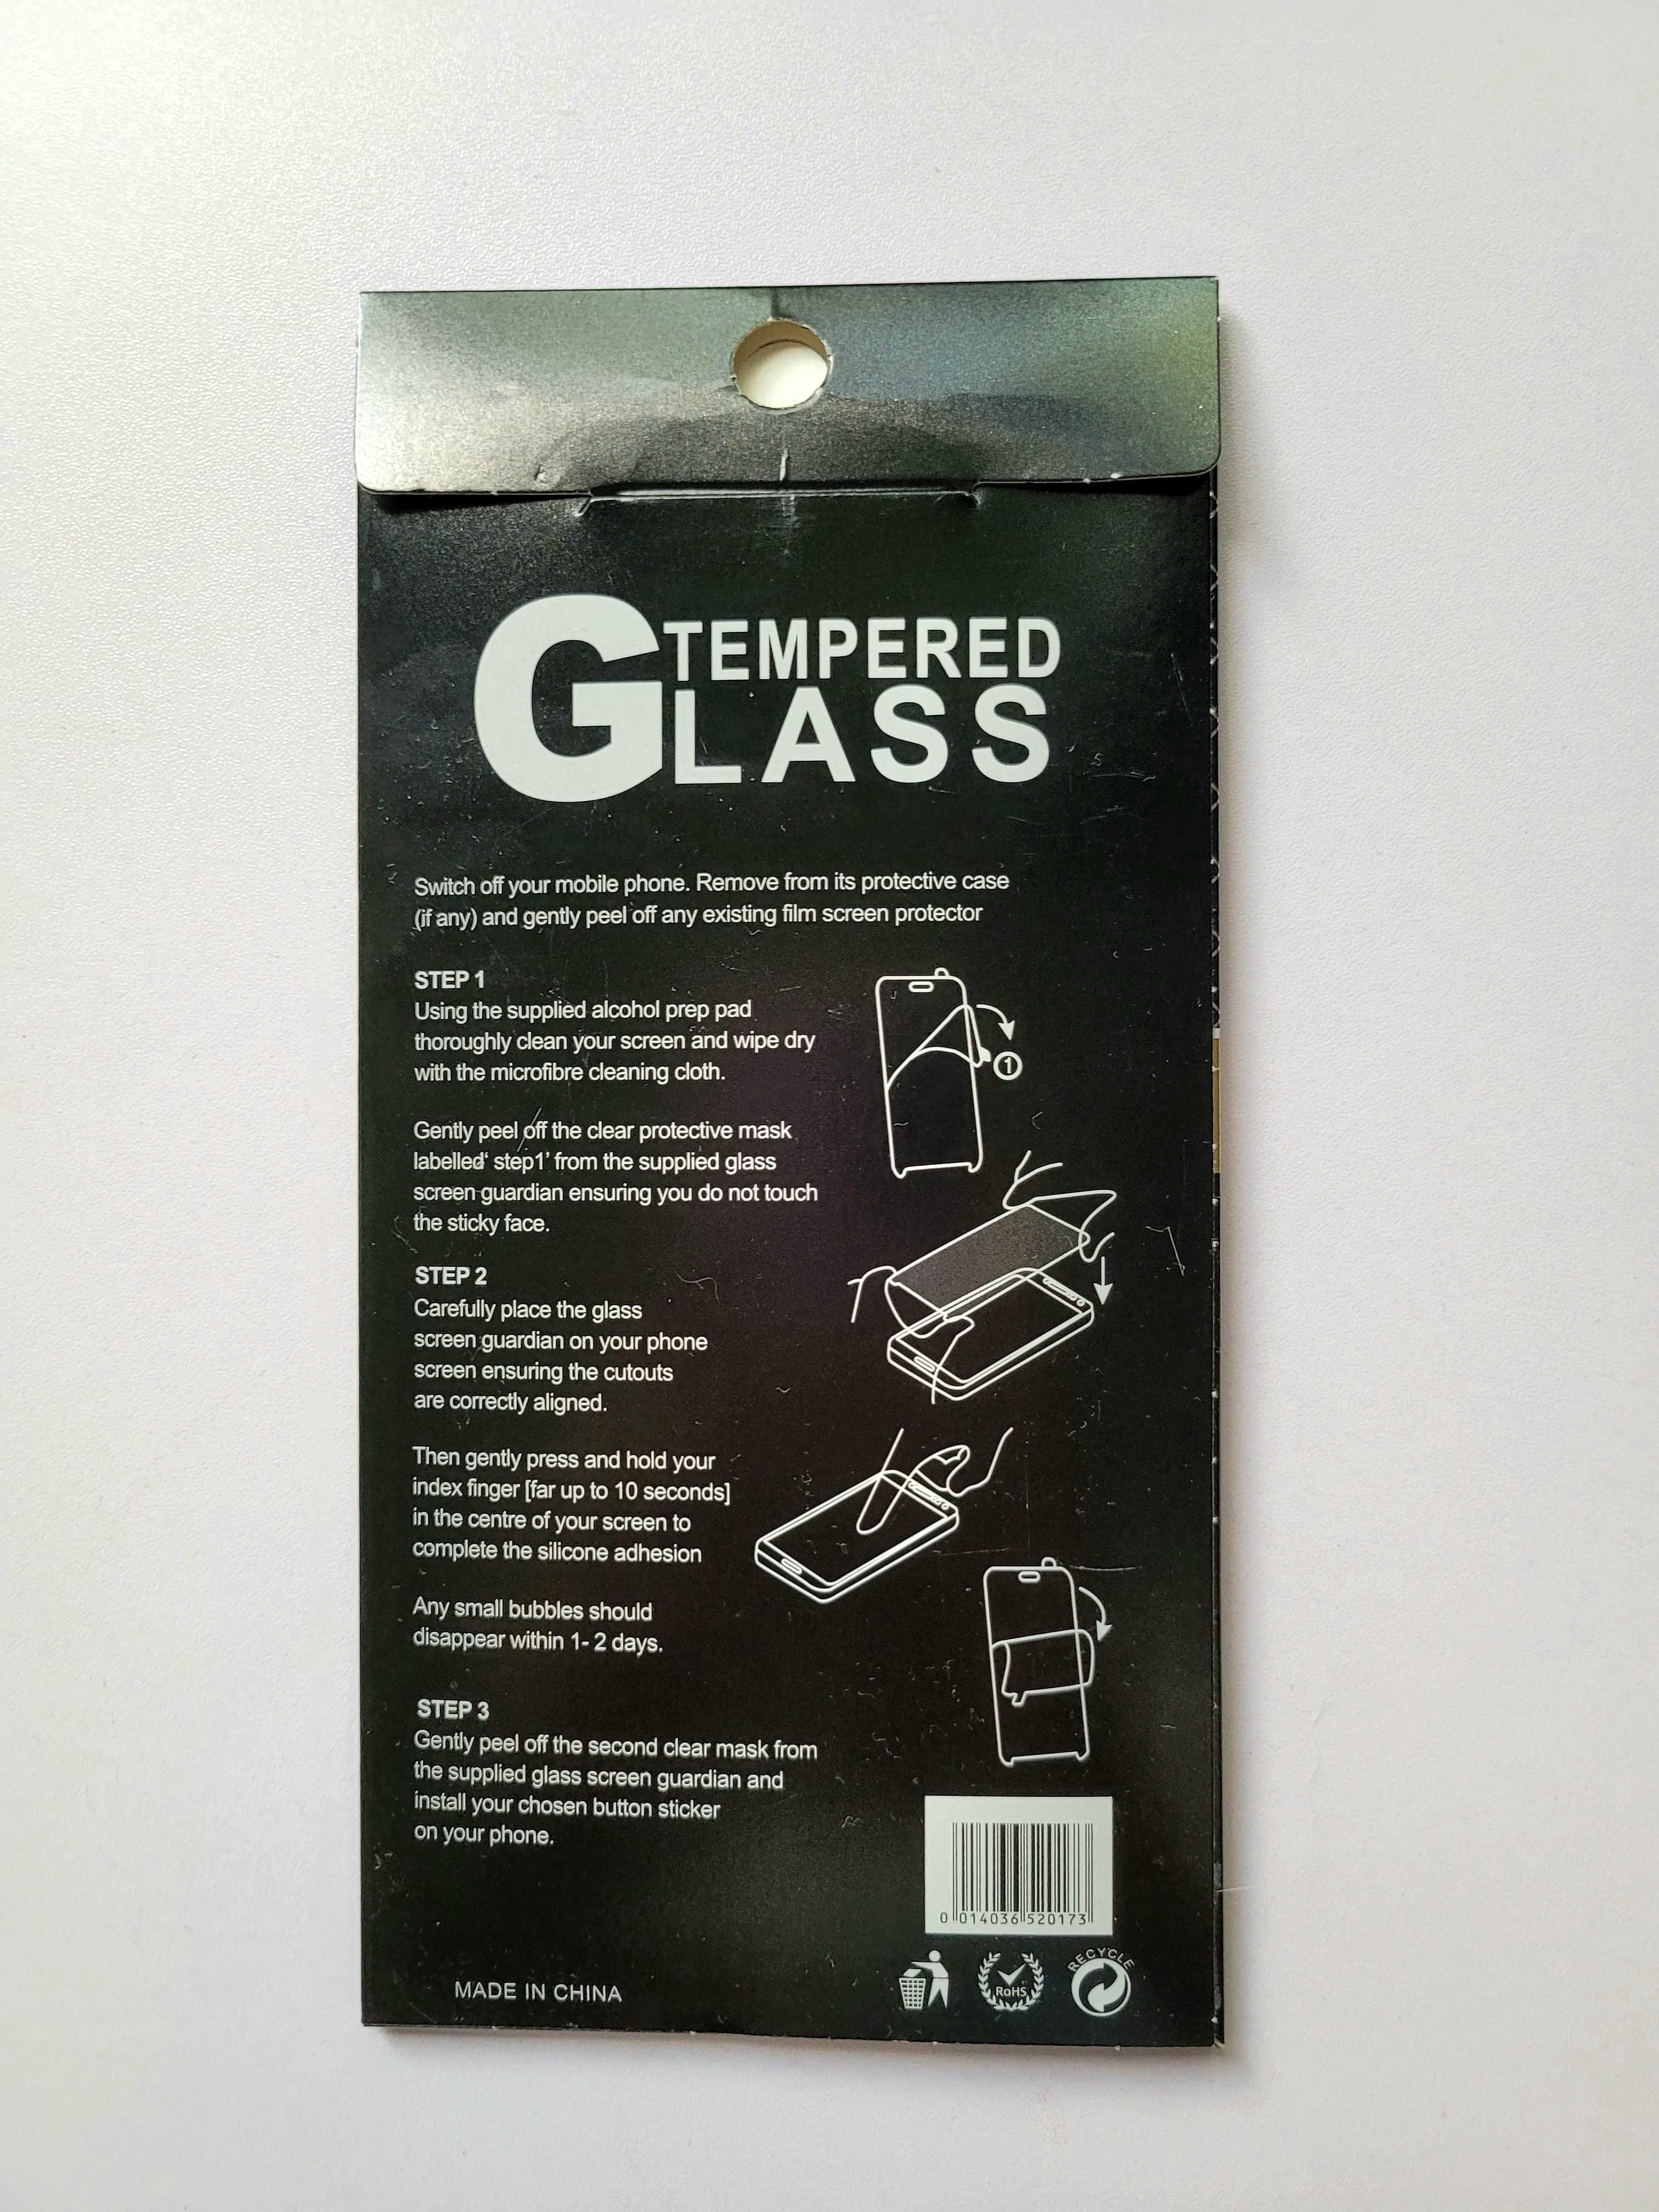 TEMPERED
GLASS
Switch off your mobile phone. Remove from its protective case
(if any) and gently peel off any existing film screen protector
STEP 1
Using the supplied alcohol prep pad
thoroughly clean your screen and wipe dry
with the microfibre cleaning cloth.
1
Gently peel off the clear protective mask
labelled‘ step1’ from the supplied glass
screen guardian ensuring you do not touch
the sticky face.
STEP 2
Carefully place the glass
screen guardian on your phone
screen ensuring the cutouts
are correctly aligned.
Then gently press and hold your
index finger [far up to 10 seconds]
in the centre of your screen to
complete the silicone adhesion
Any small bubbles should
disappear within 1- 2 days.
STEP 3
Gently peel off the second clear mask from
the supplied glass screen guardian and
install your chosen button sticker
on your phone.
0 014036 520173
MADE IN CHINA
RoHS
RECYCLE